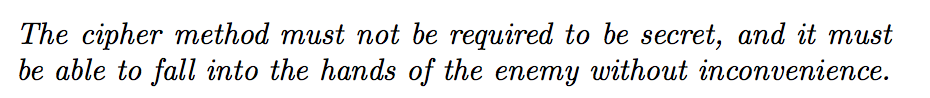 The cipher method must not be required to be secret, and it must
be able to fall into the hands of the enemy without inconvenience.